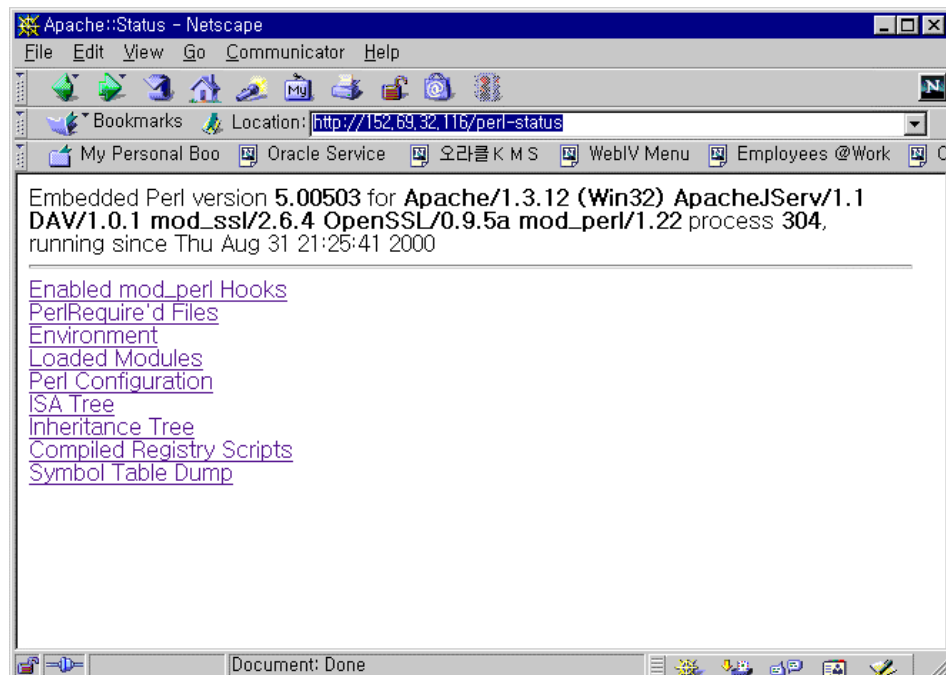 Apache::Status - Netscape
File Edit View Go Communicator Help
My
N
Bookmarks Location: http://152.69.32.116/perl-status
My Personal Boo Oracle Service 오라클 K M S WebIV Menu Employees @Work
Embedded Perl version 5.00503 for Apache/1.3.12 (Win32) ApacheJServ/1.1
DAV/1.0.1 mod_ssl/2.6.4 OpenSSL/0.9.5a mod_perl/1.22 process 304,
running since Thu Aug 31 21:25:41 2000
Enabled mod_perl Hooks
PerlRequire'd Files
Environment
Loaded Modules
Perl Configuration
ISA Tree
Inheritance Tree
Compiled Registry Scripts
Symbol Table Dump
Document: Done